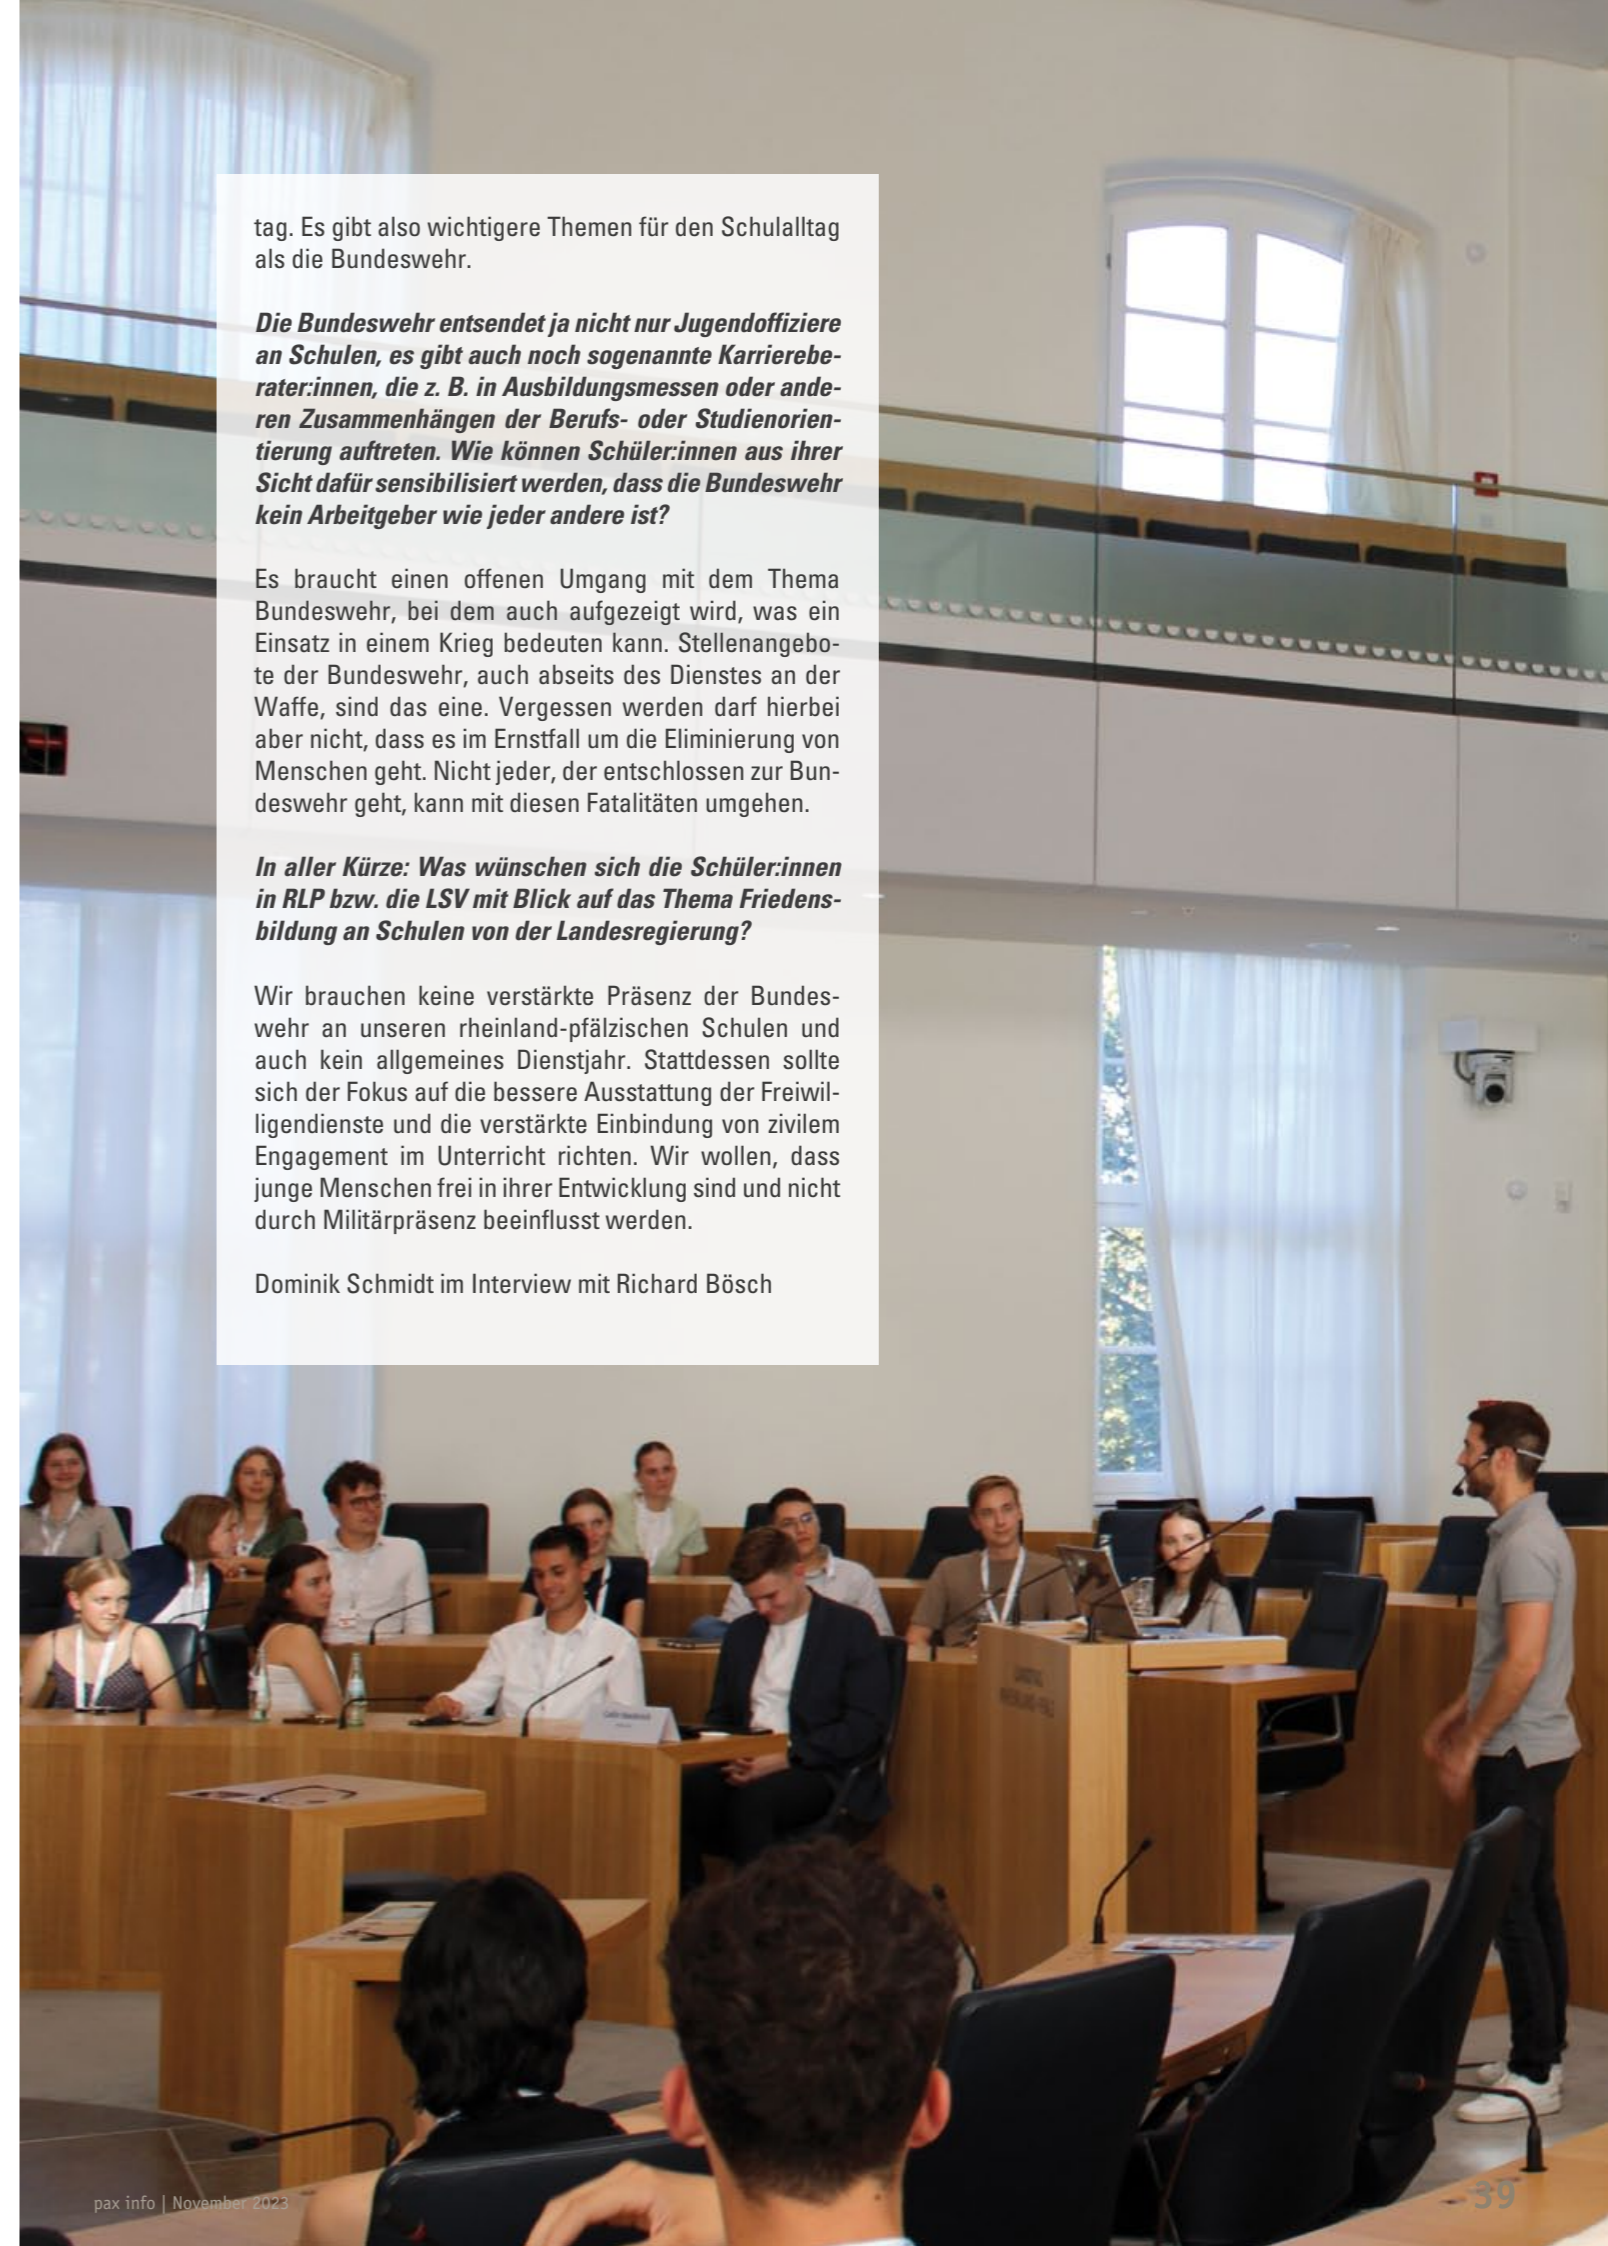 tag. Es gibt also wichtigere Themen für den Schulalltag
als die Bundeswehr.
Die Bundeswehr entsendet ja nicht nur Jugendoffiziere
an Schulen, es gibt auch noch sogenannte Karrierebe-
rater:innen, die z. B. in Ausbildungsmessen oder ande-
ren Zusammenhängen der Berufs- oder Studienorien-
tierung auftreten. Wie können Schüler:innen aus ihrer
Sicht dafür sensibilisiert werden, dass die Bundeswehr
kein Arbeitgeber wie jeder andere ist?
Es braucht einen offenen Umgang mit dem Thema
Bundeswehr, bei dem auch aufgezeigt wird, was ein
Einsatz in einem Krieg bedeuten kann. Stellenangebo-
te der Bundeswehr, auch abseits des Dienstes an der
Waffe, sind das eine. Vergessen werden darf hierbei
aber nicht, dass es im Ernstfall um die Eliminierung von
Menschen geht. Nicht jeder, der entschlossen zur Bun-
deswehr geht, kann mit diesen Fatalitäten umgehen.
In aller Kürze: Was wünschen sich die Schüler:innen
in RLP bzw. die LSV mit Blick auf das Thema Friedens-
bildung an Schulen von der Landesregierung?
Wir brauchen keine verstärkte Präsenz der Bundes-
wehr an unseren rheinland-pfälzischen Schulen und
auch kein allgemeines Dienstjahr. Stattdessen sollte
sich der Fokus auf die bessere Ausstattung der Freiwil-
ligendienste und die verstärkte Einbindung von zivilem
Engagement im Unterricht richten. Wir wollen, dass
junge Menschen frei in ihrer Entwicklung sind und nicht
durch Militärpräsenz beeinflusst werden.
Dominik Schmidt im Interview mit Richard Bösch
LANDTAG
RHEINLAND-PFALZ
pax info | November 2023
39